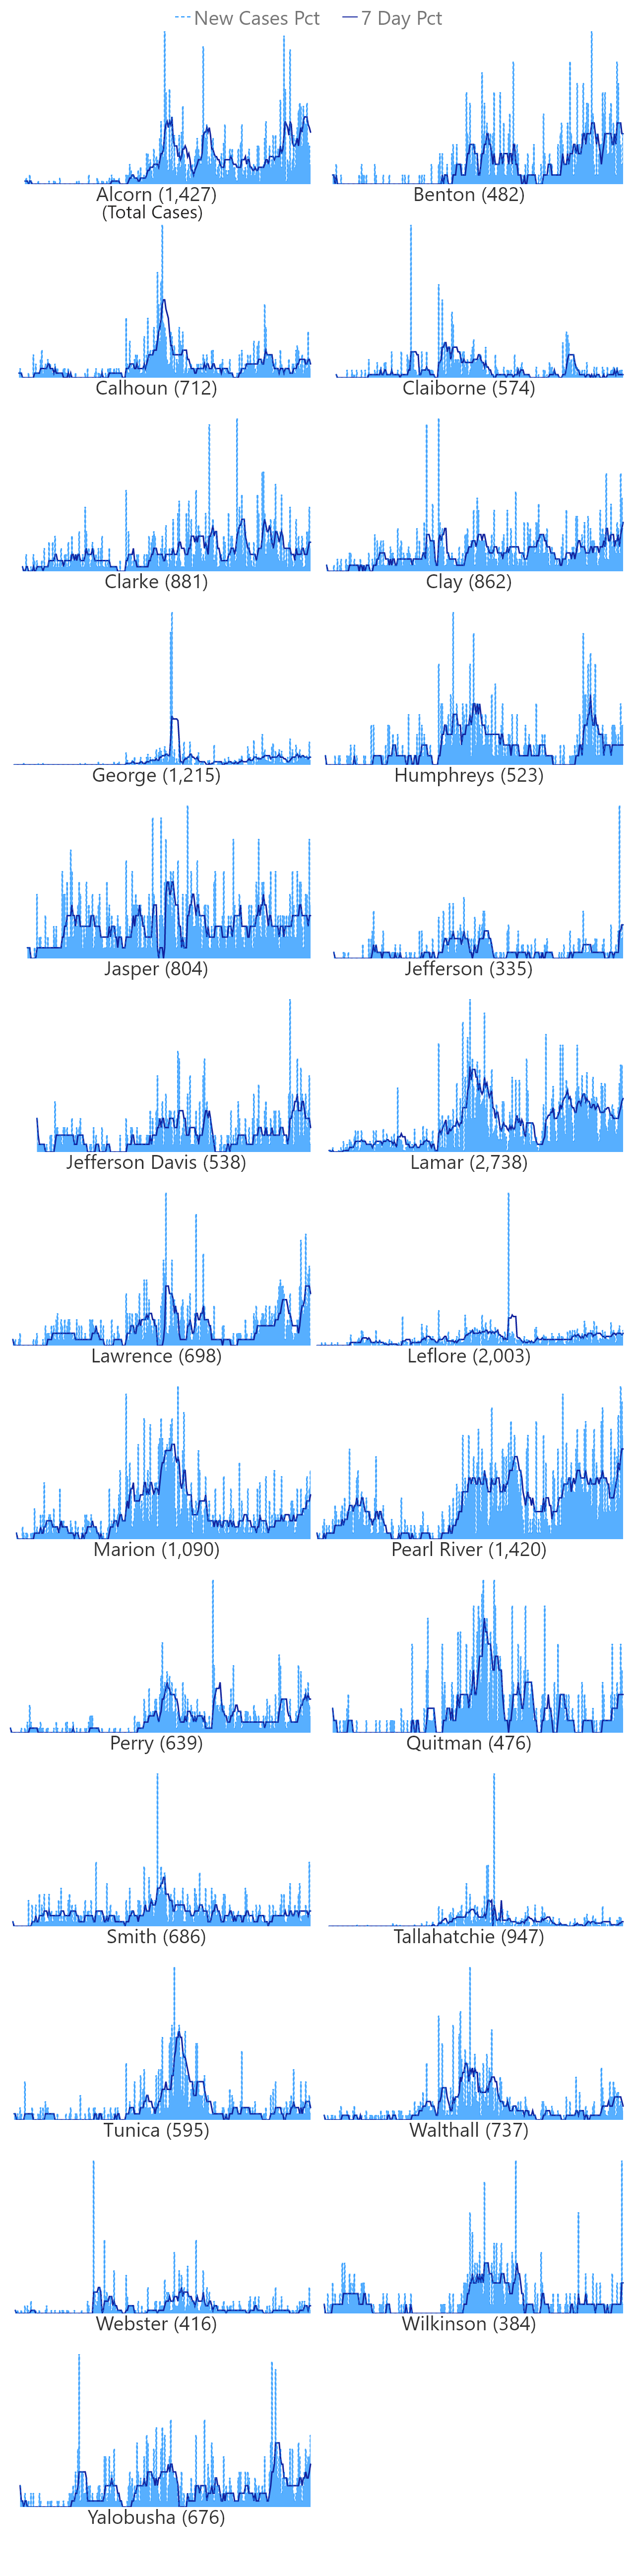 New Cases Pct 7 Day Pct
Alcorn (1,427) Benton (482)
(Total Cases)
Calhoun (712) Claiborne (574)
Clarke (881) Clay (862)
George (1,215) Humphreys (523)
Jasper (804) Jefferson (335)
Jefferson Davis (538) Lamar (2,738)
Lawrence (698) Leflore (2,003)
Marion (1,090) Pearl River (1,420)
Perry (639) Quitman (476)
Smith (686) Tallahatchie (947)
Tunica (595) Walthall (737)
Webster (416) Wilkinson (384)
Yalobusha (676)